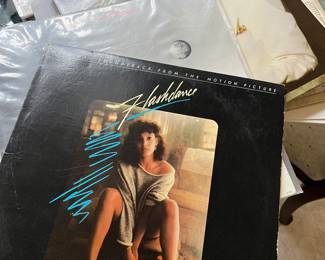 SOUNDTRACK FROM THE MOTION PICTURE
Flashdance